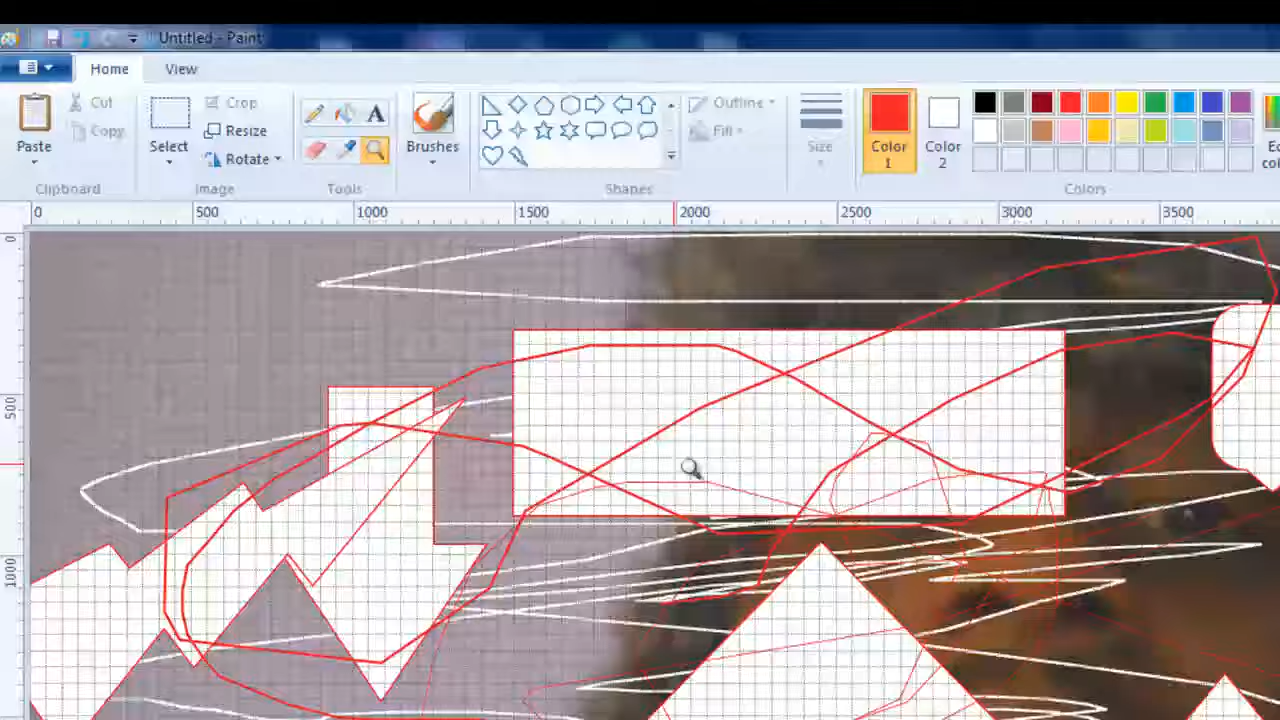 Untitled - Paint
Home View
Cut
Copy
Paste
Clipboard
Crop
Resize
Rotate
Select
Image
A
Tools
Brushes
Outline
Fill
Shapes
Size
Color 1
Color 2
Colors
0 500 1000 1500 2000 2500 3000 3500
0
500
1000